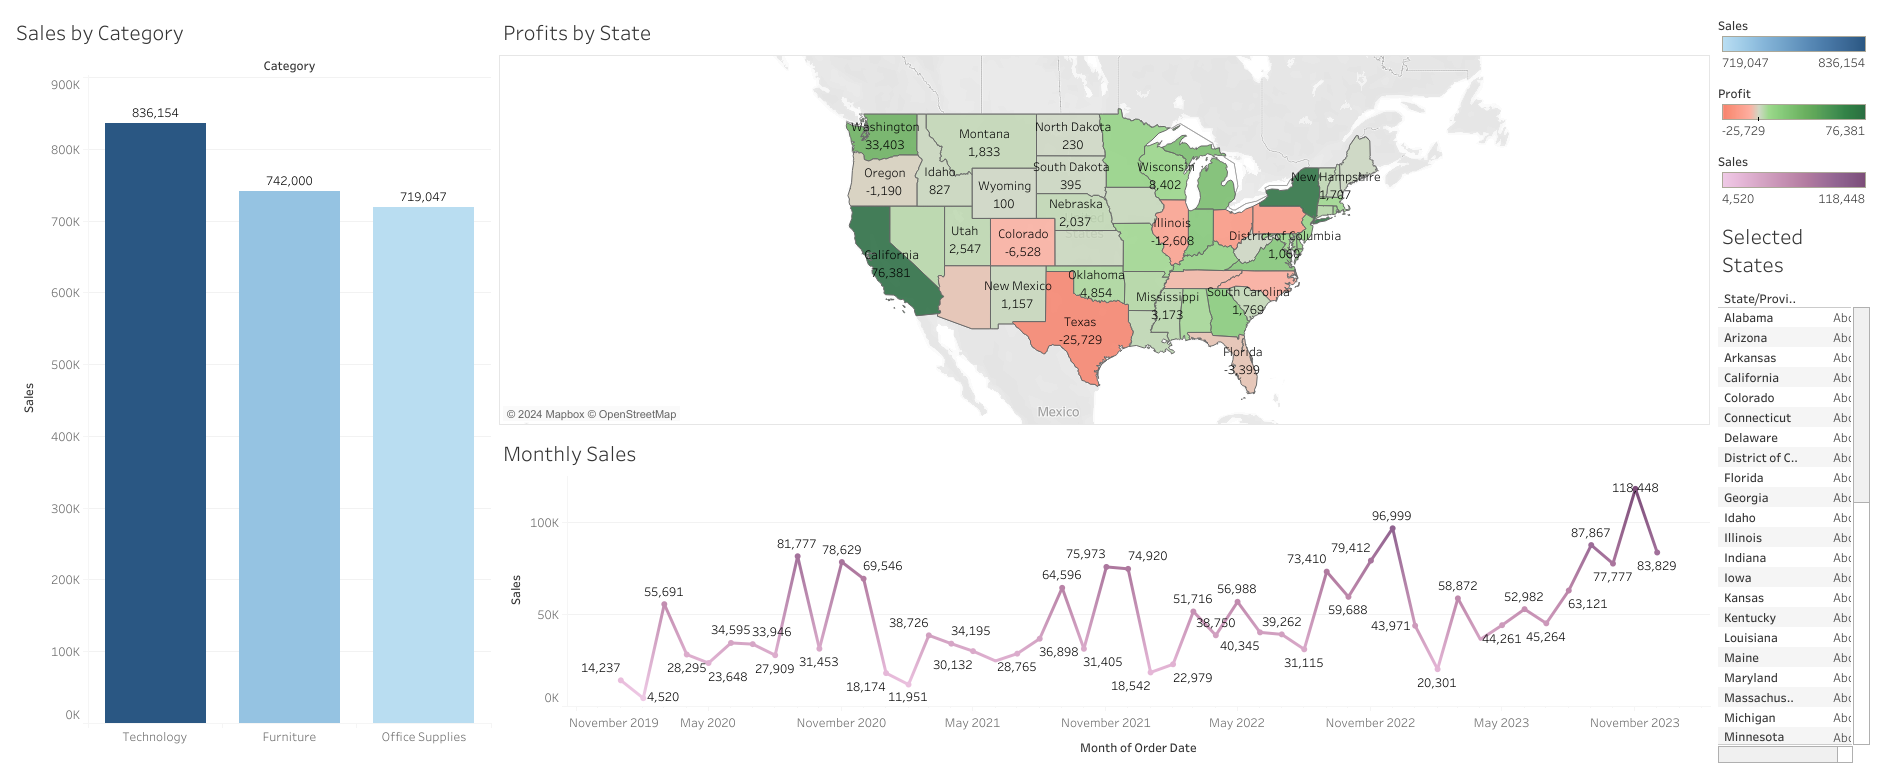 Sales by Category
Category
900K
800K
700K
600K
500K
400K
300K
200K
100K
0K
Sales
836,154
742,000
719,047
Technology
Furniture
Office Supplies
Profits by State
Washington
33,403
Montana
1,833
North Dakota
230
Oregon
-1,190
Idaho
827
Wyoming
100
South Dakota
395
Wisconsin
8,402
New Hampshire
1,707
Nebraska
2,037
United States
Utah
2,547
Colorado
-6,528
Illinois
-12,608
District of Columbia
California
76,381
New Mexico
1,157
Oklahoma
4,854
Mississippi
3,173
South Carolina
1,769
Texas
-25,729
Florida
-3,399
Mexico
© 2024 Mapbox © OpenStreetMap
Monthly Sales
100K
50K
0K
Sales
14,237
4,520
55,691
28,295
23,648
34,595
33,946
27,909
81,777
31,453
78,629
69,546
18,174
11,951
38,726
30,132
34,195
28,765
36,898
64,596
31,405
75,973
74,920
18,542
22,979
51,716
38,750
56,988
40,345
39,262
31,115
73,410
59,688
79,412
96,999
43,971
20,301
58,872
44,261
52,982
45,264
63,121
87,867
77,777
118,448
83,829
November 2019
May 2020
November 2020
May 2021
November 2021
May 2022
November 2022
May 2023
November 2023
Month of Order Date
Sales
719,047 836,154
Profit
-25,729 76,381
Sales
4,520 118,448
Selected
States
State/Provi..
Alabama Abc
Arizona Abc
Arkansas Abc
California Abc
Colorado Abc
Connecticut Abc
Delaware Abc
District of C.. Abc
Florida Abc
Georgia Abc
Idaho Abc
Illinois Abc
Indiana Abc
Iowa Abc
Kansas Abc
Kentucky Abc
Louisiana Abc
Maine Abc
Maryland Abc
Massachus.. Abc
Michigan Abc
Minnesota Abc